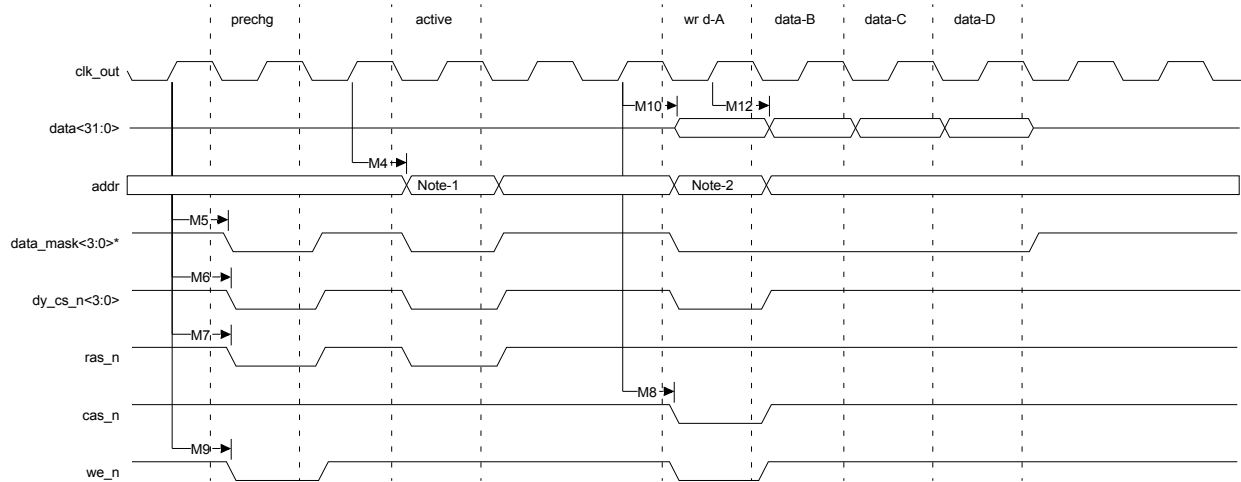 prechg active wr d-A data-B data-C data-D
clk_out
M10 M12
data<31:0>
M4
addr Note-1 Note-2
M5
data_mask<3:0>*
M6
dy_cs_n<3:0>
M7
ras_n
M8
cas_n
M9
we_n